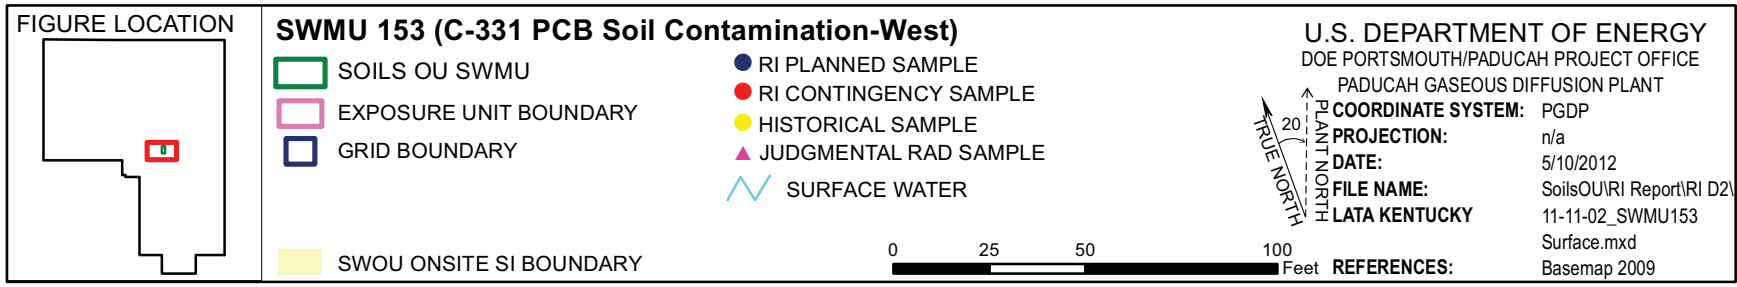 FIGURE LOCATION
SWMU 153 (C-331 PCB Soil Contamination-West)
SOILS OU SWMU
EXPOSURE UNIT BOUNDARY
GRID BOUNDARY
SWOU ONSITE SI BOUNDARY
RI PLANNED SAMPLE
RI CONTINGENCY SAMPLE
HISTORICAL SAMPLE
JUDGMENTAL RAD SAMPLE
SURFACE WATER
0 25 50 100
Feet
U.S. DEPARTMENT OF ENERGY
DOE PORTSMOUTH/PADUCAH PROJECT OFFICE
PADUCAH GASEOUS DIFFUSION PLANT
TRUE NORTH
20
PLANT NORTH
COORDINATE SYSTEM: PGDP
PROJECTION: n/a
DATE: 5/10/2012
FILE NAME: SoilsOU\RI Report\RI D2\
LATA KENTUCKY 11-11-02_SWMU153
Surface.mxd
REFERENCES: Basemap 2009